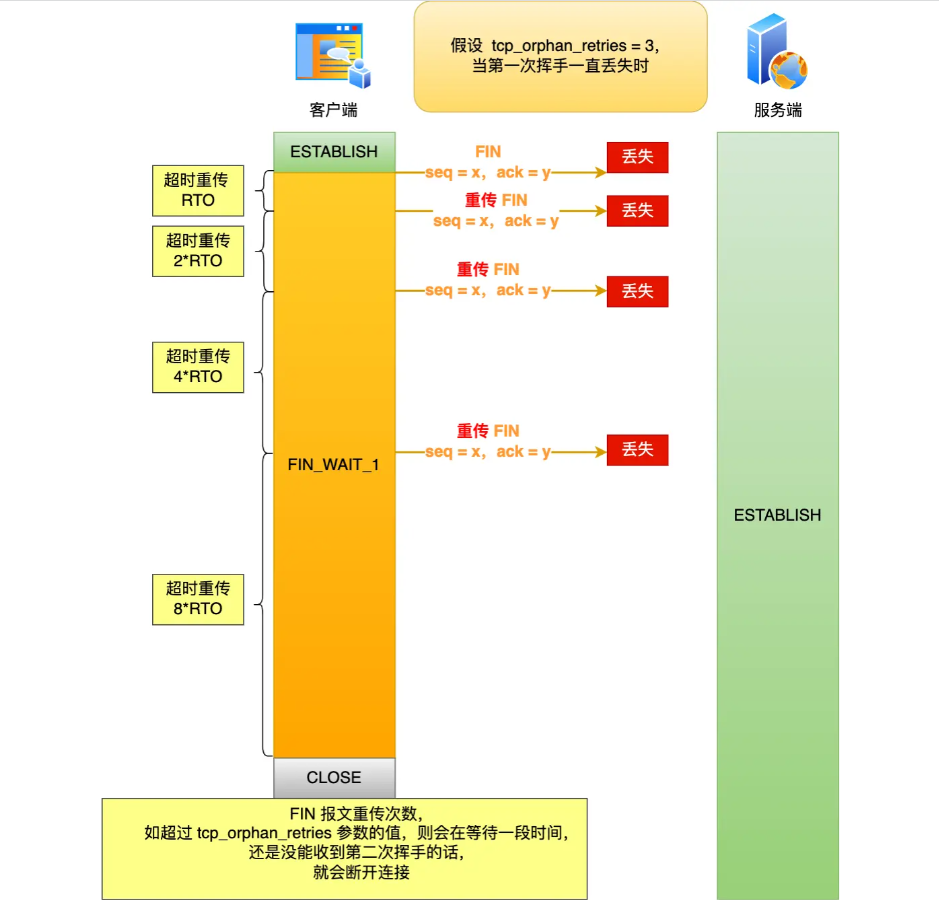 假设 tcp_orphan_retries = 3,
当第一次挥手一直丢失时
客户端
服务端
ESTABLISH
FIN
seq = x, ack = y
丢失
超时重传
RTO
重传 FIN
seq = x, ack = y
丢失
超时重传
2*RTO
重传 FIN
seq = x, ack = y
丢失
超时重传
4*RTO
重传 FIN
seq = x, ack = y
丢失
FIN_WAIT_1
ESTABLISH
超时重传
8*RTO
CLOSE
FIN 报文重传次数,
如超过 tcp_orphan_retries 参数的值, 则会在等待一段时间,
还是没能收到第二次挥手的话,
就会断开连接